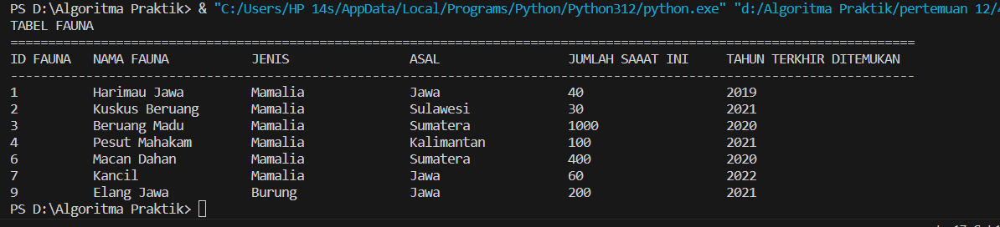 PS D:\Algoritma Praktik> & "C:/Users/HP 14s/AppData/Local/Programs/Python/Python312/python.exe" "d:/Algoritma Praktik/pertemuan 12/
TABEL FAUNA
========================================================================================================================
ID FAUNA   NAMA FAUNA           JENIS                ASAL                 JUMLAH SAAAT INI     TAHUN TERKHIR DITEMUKAN
------------------------------------------------------------------------------------------------------------------------
1          Harimau Jawa         Mamalia              Jawa                 40                   2019
2          Kuskus Beruang       Mamalia              Sulawesi             30                   2021
3          Beruang Madu         Mamalia              Sumatera             1000                 2020
4          Pesut Mahakam        Mamalia              Kalimantan           100                  2021
6          Macan Dahan          Mamalia              Sumatera             400                  2020
7          Kancil               Mamalia              Jawa                 60                   2022
9          Elang Jawa           Burung               Jawa                 200                  2021
PS D:\Algoritma Praktik>